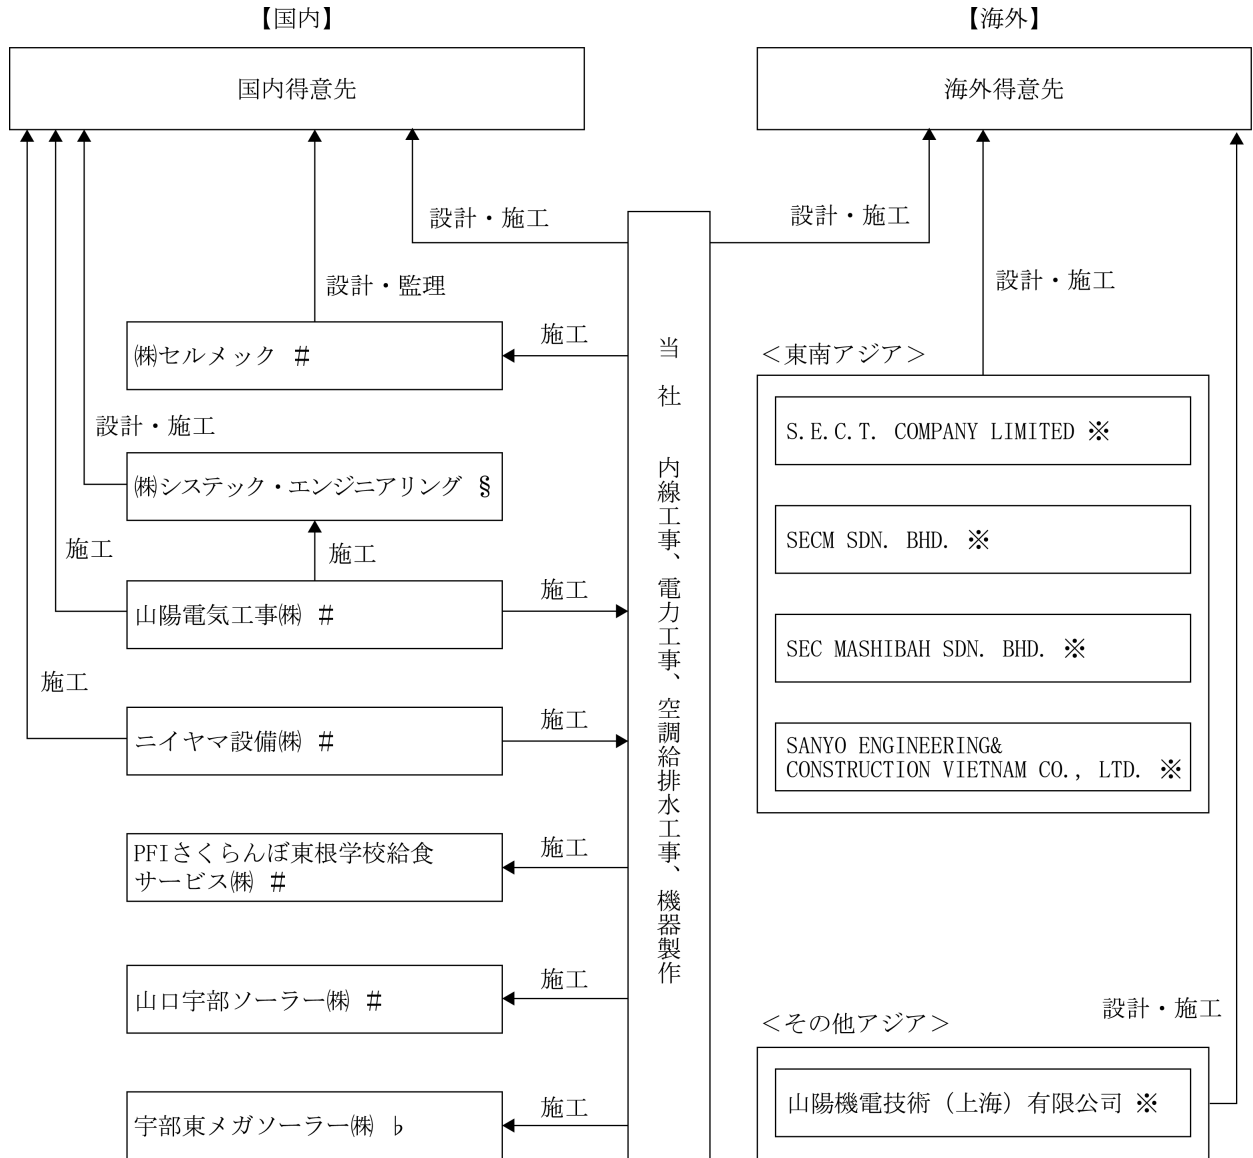 【国内】
【海外】
国内得意先
海外得意先
設計・施工
設計・施工
設計・監理
設計・施工
㈱セルメック ＃
施工
＜東南アジア＞
S.E.C.T. COMPANY LIMITED ※
設計・施工
㈱システック・エンジニアリング §
SECM SDN. BHD. ※
施工
施工
山陽電気工事㈱ ＃
施工
SEC MASHIBAH SDN. BHD. ※
施工
ニイヤマ設備㈱ ＃
施工
SANYO ENGINEERING&
CONSTRUCTION VIETNAM CO., LTD. ※
PFIさくらんぼ東根学校給食
サービス㈱ ＃
施工
山口宇部ソーラー㈱ ＃
施工
宇部東メガソーラー㈱ ♭
施工
当社 内線工事、電力工事、空調給排水工事、機器製作
＜その他アジア＞
設計・施工
山陽機電技術（上海）有限公司 ※